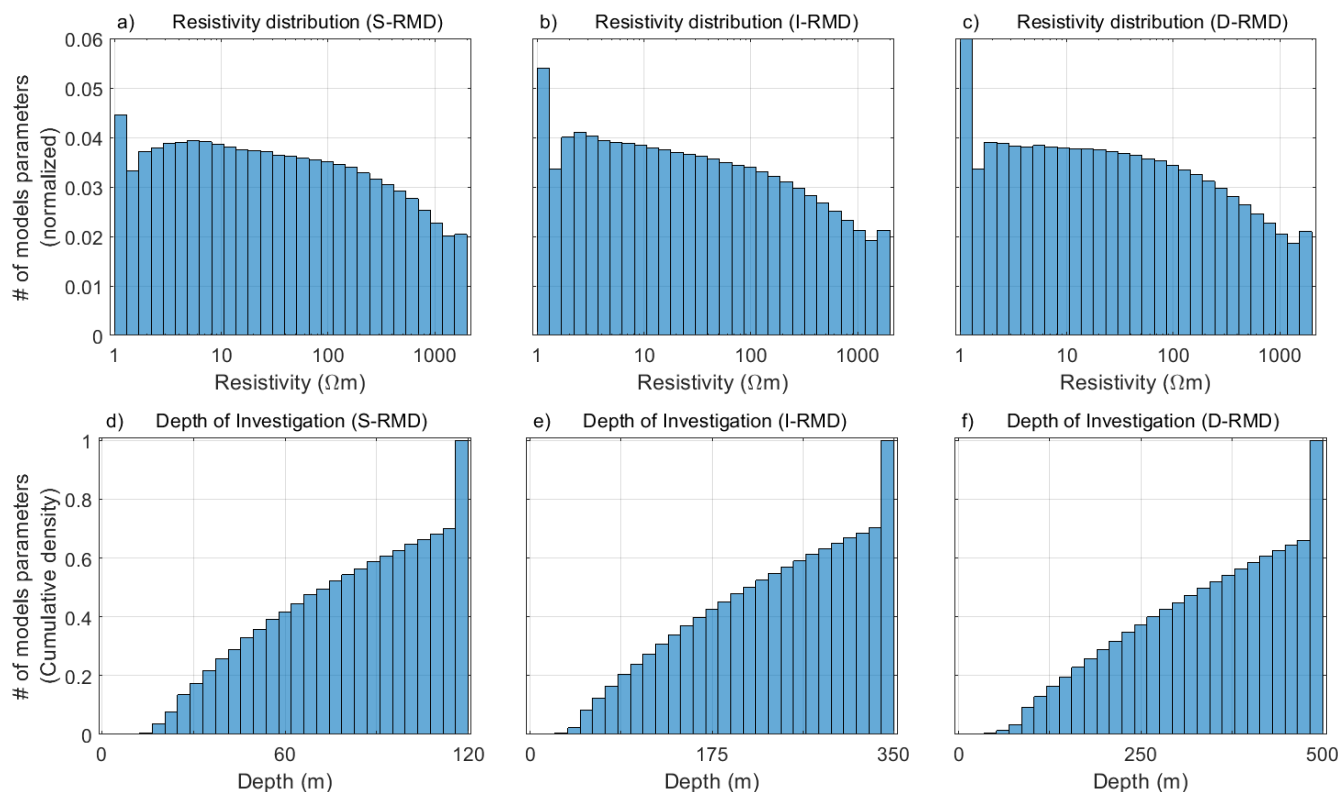 a) Resistivity distribution (S-RMD)
b) Resistivity distribution (I-RMD)
c) Resistivity distribution (D-RMD)
# of models parameters
(normalized)
0.06
0.05
0.04
0.03
0.02
0.01
0
1 10 100 1000
1 10 100 1000
1 10 100 1000
Resistivity (Ωm)
Resistivity (Ωm)
Resistivity (Ωm)
d) Depth of Investigation (S-RMD)
e) Depth of Investigation (I-RMD)
f) Depth of Investigation (D-RMD)
# of models parameters
(Cumulative density)
1
0.8
0.6
0.4
0.2
0
0 60 120
0 175 350
0 250 500
Depth (m)
Depth (m)
Depth (m)